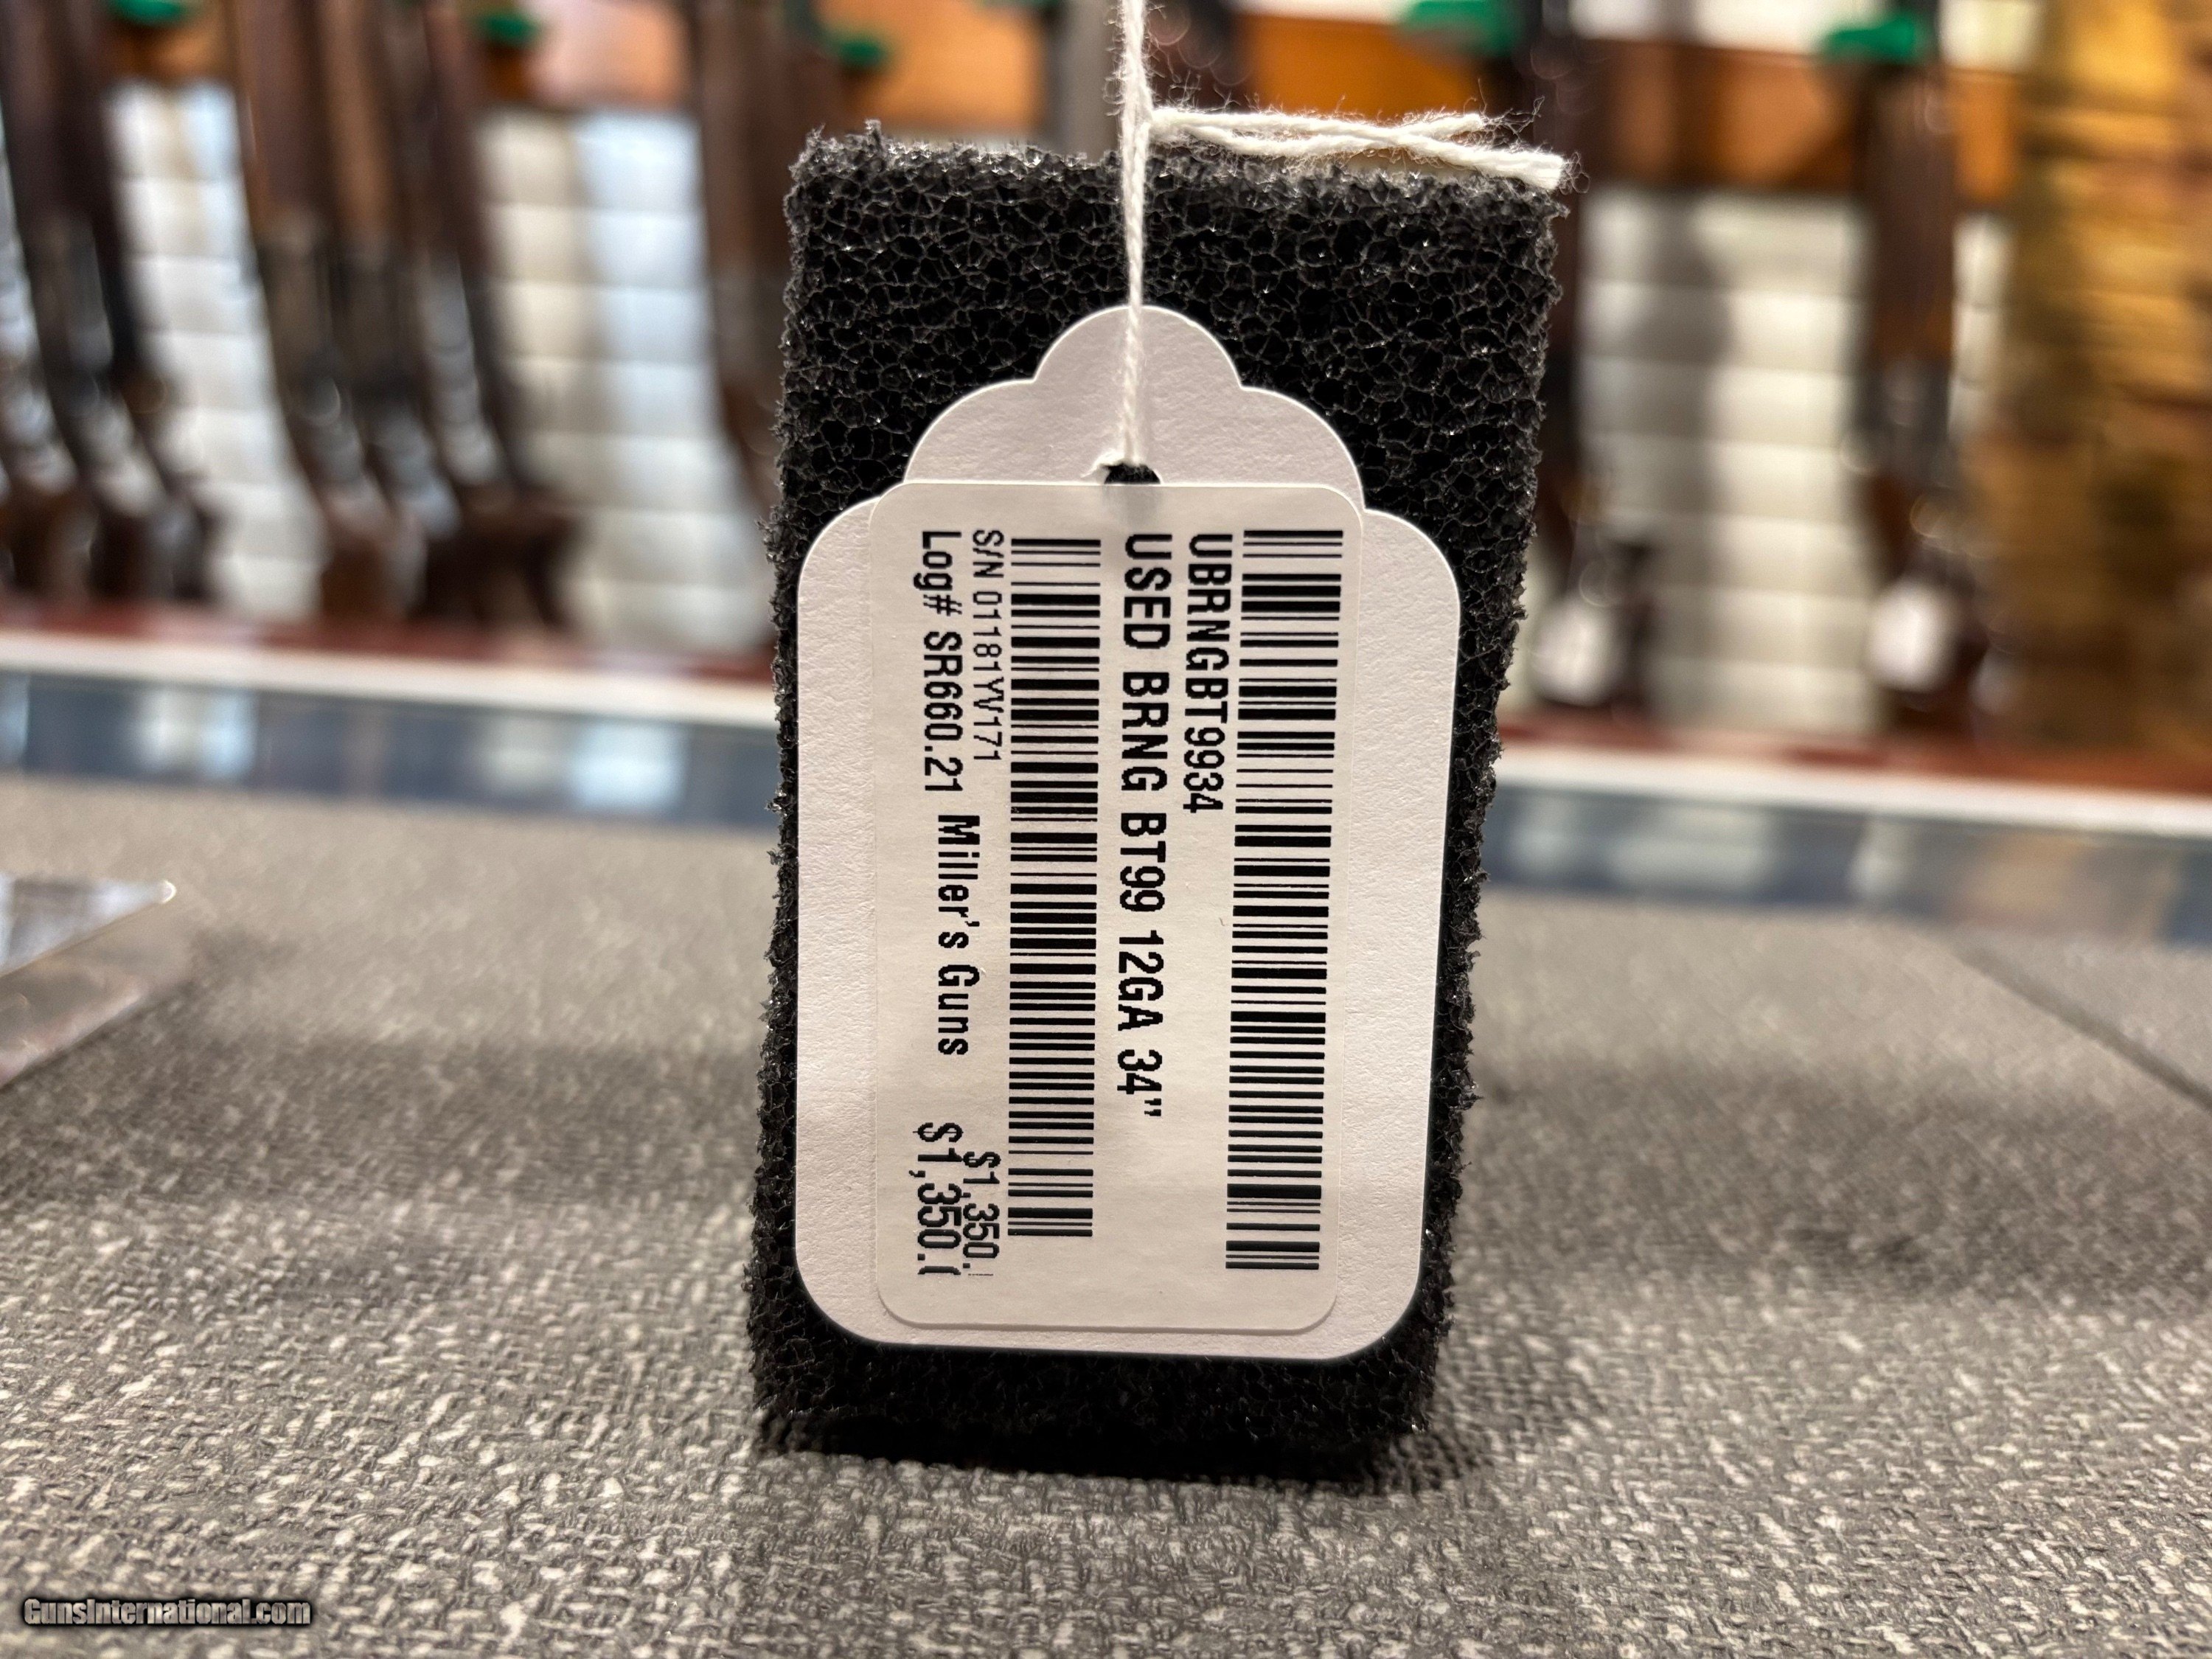 UBRNGBT9934
USED BRNG BT99 12GA 34"
S/N 01181YV171
$1,350.
Log# SR660.21 Miller's Guns $1,350.(
GunsInternational.com